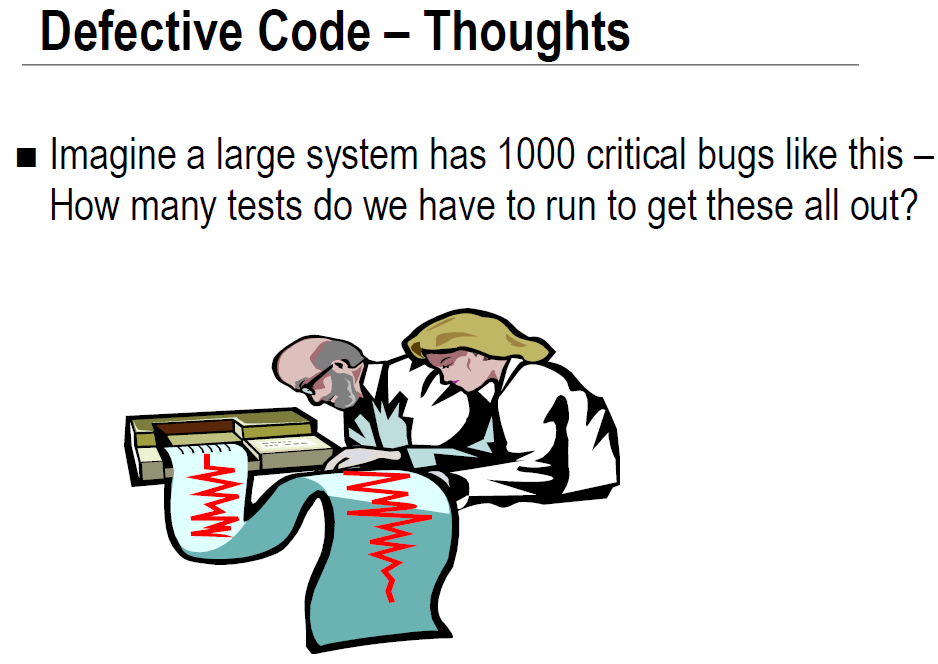 Defective Code – Thoughts
■ Imagine a large system has 1000 critical bugs like this –
How many tests do we have to run to get these all out?